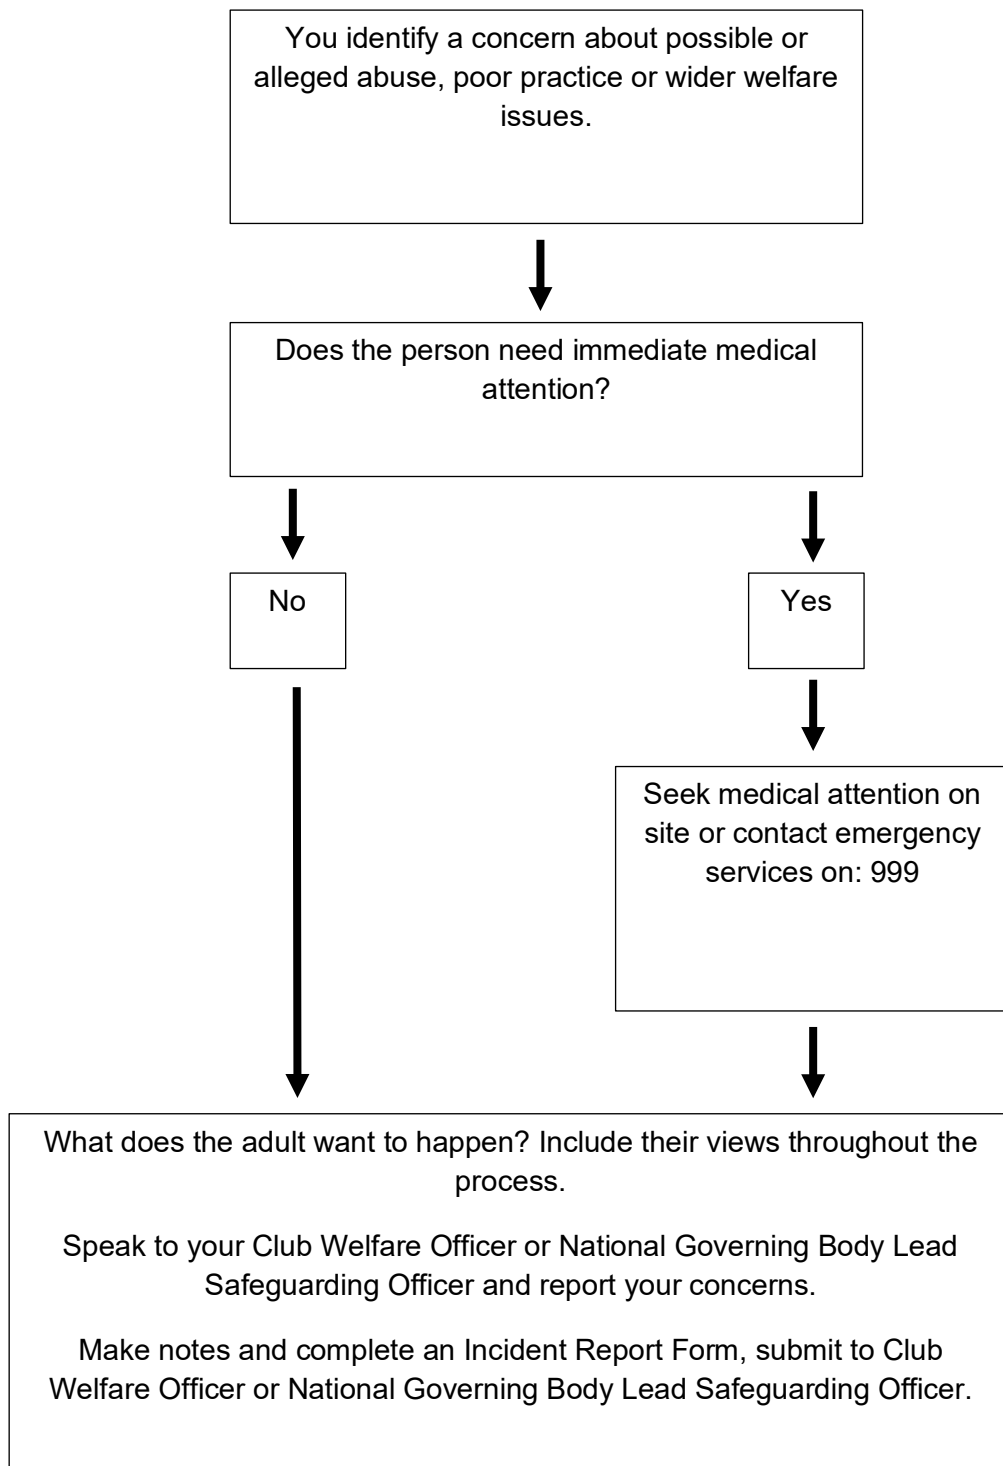 You identify a concern about possible or
alleged abuse, poor practice or wider welfare
issues.
Does the person need immediate medical
attention?
No
Yes
Seek medical attention on
site or contact emergency
services on: 999
What does the adult want to happen? Include their views throughout the
process.
Speak to your Club Welfare Officer or National Governing Body Lead
Safeguarding Officer and report your concerns.
Make notes and complete an Incident Report Form, submit to Club
Welfare Officer or National Governing Body Lead Safeguarding Officer.